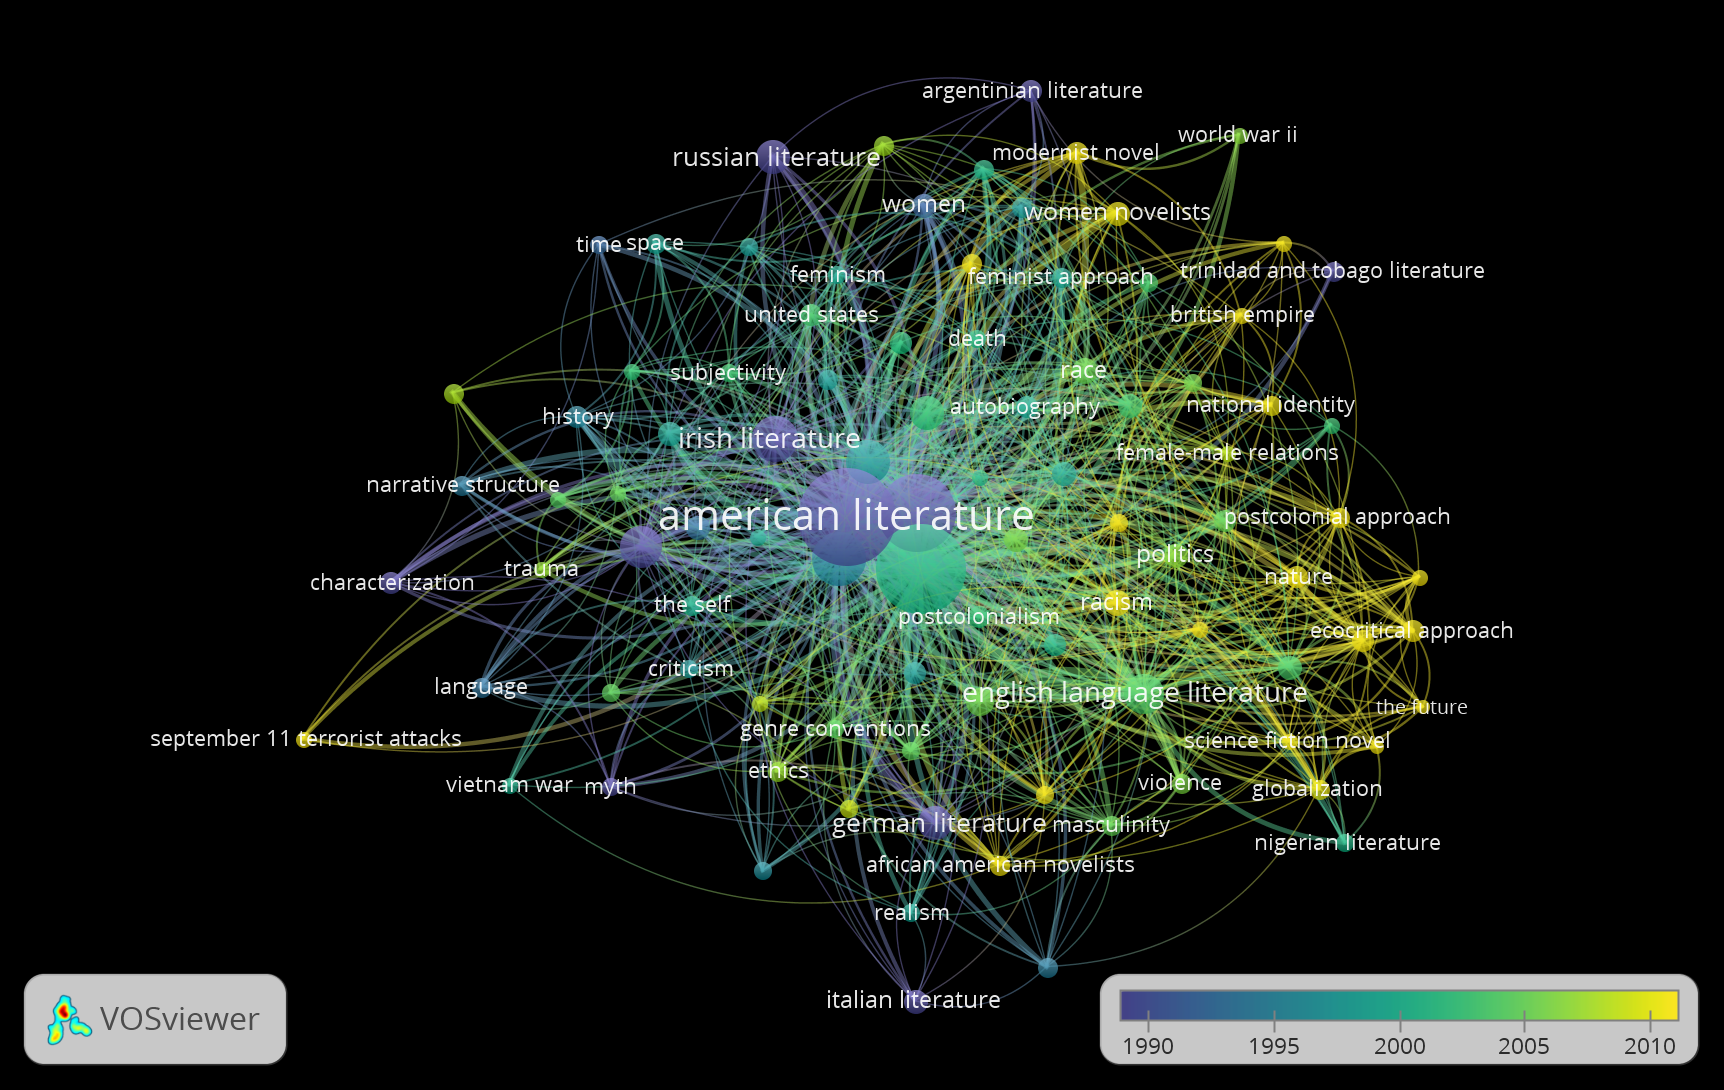 argentinian literature
world war ii
modernist novel
russian literature
women
women novelists
time
space
feminism
feminist approach
trinidad and tobago literature
united states
british empire
death
subjectivity
race
autobiography
national identity
history
irish literature
female-male relations
narrative structure
american literature
postcolonial approach
politics
trauma
characterization
nature
the self
racism
postcolonialism
ecocritical approach
criticism
language
english language literature
the future
september 11 terrorist attacks
genre conventions
science fiction novel
ethics
vietnam war
myth
violence
globalization
german literature
masculinity
nigerian literature
african american novelists
realism
italian literature
VOSviewer
1990
1995
2000
2005
2010